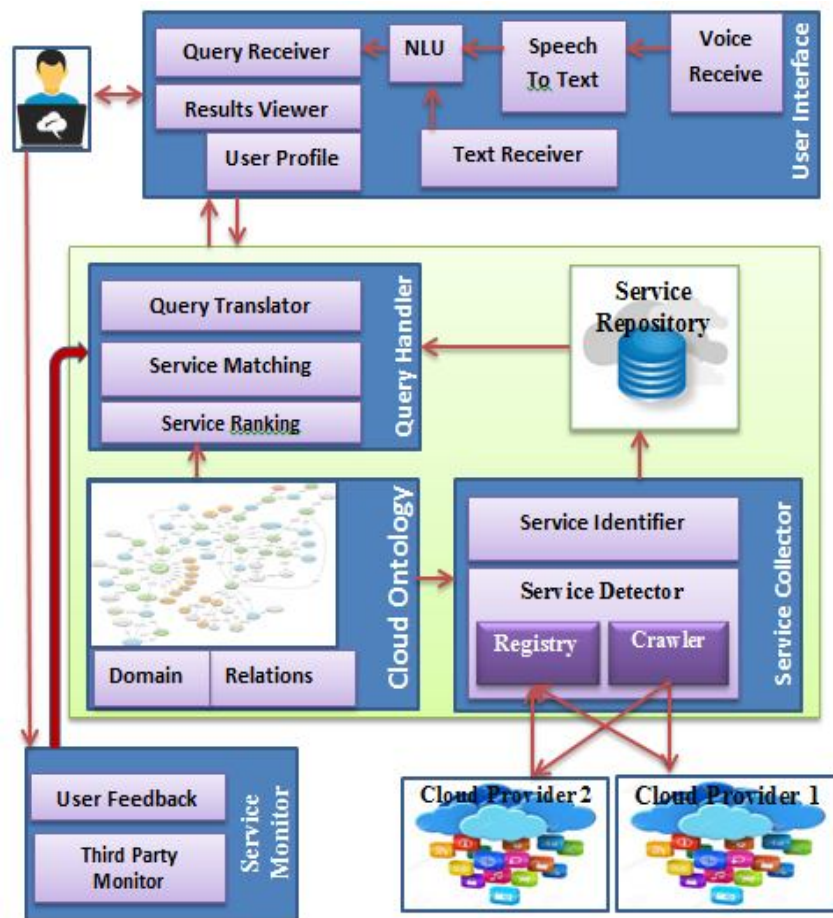 Query Receiver
NLU
Speech
To Text
Voice
Receive
Results Viewer
User Profile
Text Receiver
User Interface
Query Translator
Service Matching
Service Ranking
Query Handler
Service
Repository
Cloud Ontology
Domain
Relations
Service Identifier
Service Detector
Registry
Crawler
Service Collector
User Feedback
Third Party
Monitor
Service
Monitor
Cloud Provider 2
Cloud Provider 1